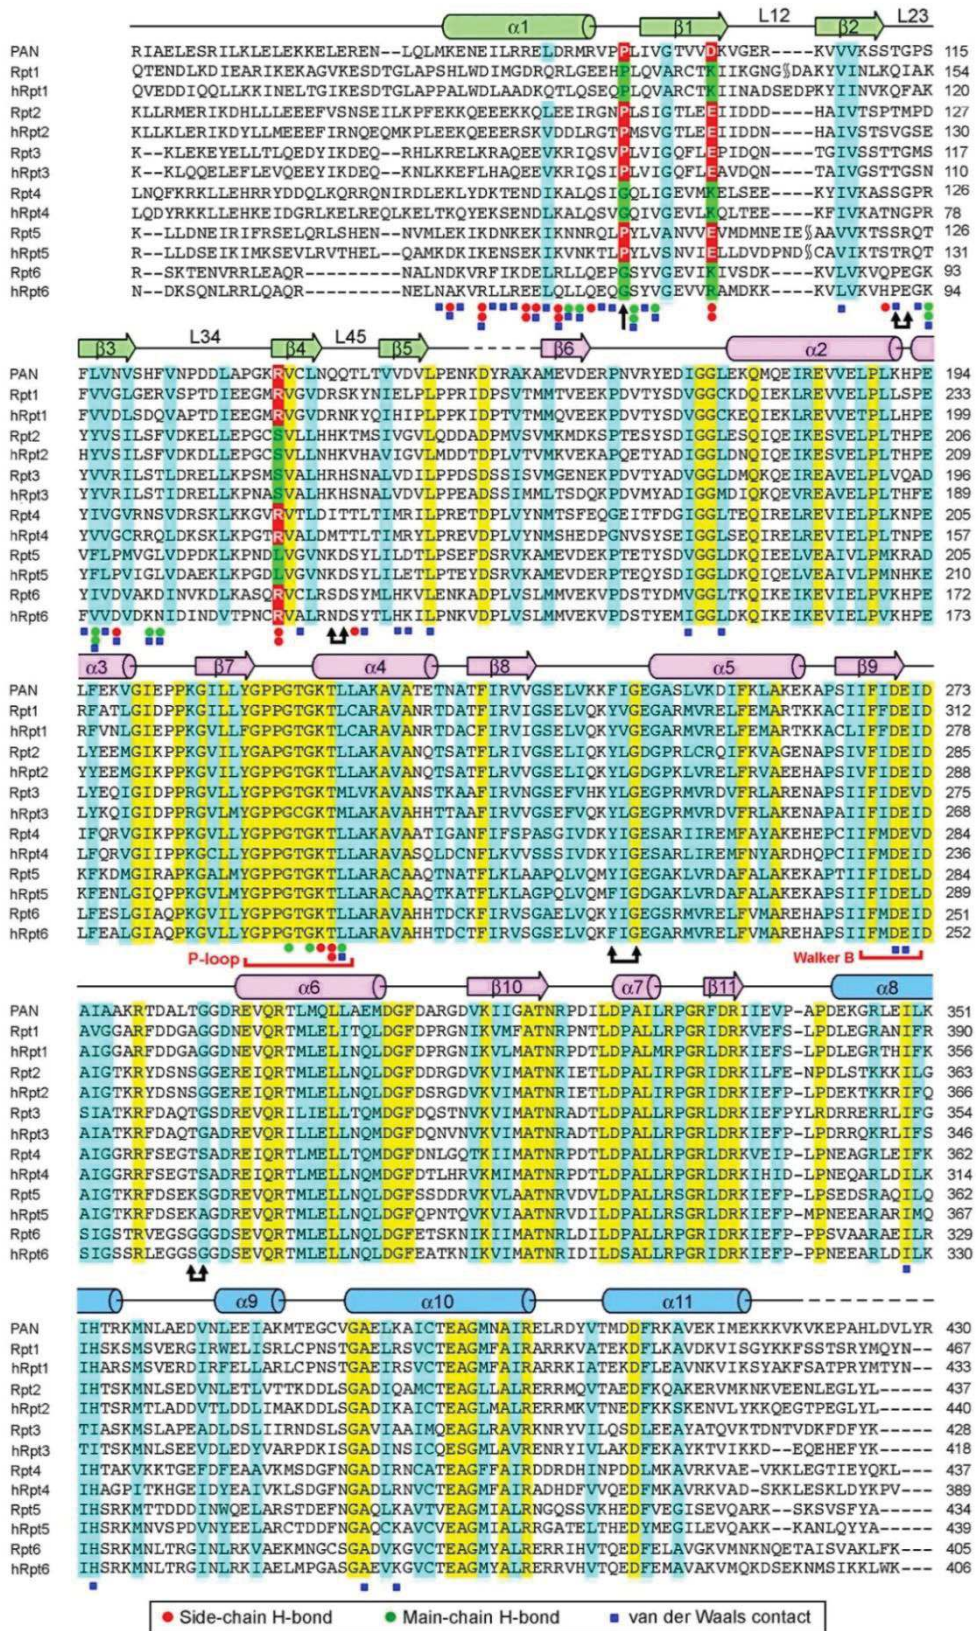 α1 β1 L12 β2 L23
PAN RIAELESRILKLELEKKELEREN--LQLMKENEILRRELDRMRVPPLIVGTVVDKVGER----KVVVKSSTGPS 115
Rpt1 QTENDLKDIEARIKEKAGVKESDTGLAPSHLWDIMGDRQRLGEEHPLQVARCTKIIKGNG§DAKYVINLKQIAK 154
hRpt1 QVEDDIQQLLKKINELTGIKESDTGLAPPALWDLAADKQTLQSEQPLQVARCTKIINADSEDPKYIINVKQFAK 120
Rpt2 KLLRMERIKDHLLLEEEFVSNSEILKPFEKKQEEEKKQLEEIRGNPLSIGTLEEIIDDD----HAIVTSPTMPD 127
hRpt2 KLLKLERIKDYLLMEEEFIRNQEQMKPLEEKQEEERSKVDDLRGTPMSVGTLEEIIDDN----HAIVSTSVGSE 130
Rpt3 K--KLEKEYELLTLQEDYIKDEQ--RHLKRELKRAQEEVKRIQSVPLVIGQFLEPIDQN----TGIVSSTTGMS 117
hRpt3 K--KLQQELEFLEVQEEYIKDEQ--KNLKKEFLHAQEEVKRIQSIPLVIGQFLEAVDQN----TAIVGSTTGSN 110
Rpt4 LNQFKRKLLEHRRYDDQLKQRRQNIRDLEKLYDKTENDIKALQSIGQLIGEVMKELSEE----KYIVKASSGPR 126
hRpt4 LQDYRKKLLEHKEIDGRLKELREQLKELTKQYEKSENDLKALQSVGQIVGEVLKQLTEE----KFIVKATNGPR 78
Rpt5 K---LLDNEIRIFRSELQRLSHENNVMLEKIKDNKEKIKNNRQLPYLVANVVEVMDMNEIE§AAVVKTSSRQT 126
hRpt5 R---LLDSEIKIMKSEVLRVTHELQAMKDKIKENSEKIKVNKTLPYLVSNVIELLDVDPND§CAVIKTSTRQT 131
Rpt6 R--SKTENVRRLEAQR-----------NALNDKVRFIKDELRLLQEPGSYVGEVIKIVSDK----KVLVKVQPEGK 93
hRpt6 N--DKSQNLRRLQAQR-----------NELNAKVRLLREELQLLQEQGSYVGEVVRAMDKK----KVLVKVHPEGK 94
β3 L34 β4 L45 β5 β6 α2
PAN FLVNVSHFVNPDDLAPGKRVCLNQQTLTVVDVLPENKDYRAKAMEVDERPNVRYEDIGGLEKQMQEIREVVELPLKHPE 194
Rpt1 FVVGLGERVSPTDIEEGMRVGVDRSKYNIELPLPPRIDPSVTMMTVEEKPDVTYSDVGGCKDQIEKLREVVELPLLSPE 233
hRpt1 FVVDLSDQVAPTDIEEGMRVGVDRNKYQIHIPLPPKIDPTVTMMQVEEKPDVTYSDVGGCKEQIEKLREVVETPLLHPE 199
Rpt2 YYVSILSFVDKELLEPGCSVLLHHKTMSIVGVLQDDADPMVSVMKMDKSPTESYSDIGGLESQIQEIKESVELPLTHPE 206
hRpt2 HYVSILSFVDKDLLEPGCSVLLNHKVHAVIGVLMDDTDPLVTVMKVEKAPQETYADIGGLDNQIQEIKESVELPLTHPE 209
Rpt3 YYVRILSTLDRELLKPSMSVALHRHSNALVDILPPDSDSSISVMGENEKPDVTYADVGGLDMQKQEIREAVELPLVQAD 196
hRpt3 YYVRILSTIDRELLKPNASVALHKHSNALVDVLPPEADSSIMMLTSDQKPDVMYADIGGMDIQKQEVREAVELPLTHFE 189
Rpt4 YIVGVRNSVDRSKLKKGVRVTLDITTLTIMRILPRETDPLVYNMTSFEQGEITFDGIGGLTEQIRELREVIELPLKNPE 205
hRpt4 YVVGCRRQLDKSKLKPGTRVALDMTTLTIMRYLPREVDPLVYNMSHEDPGNVSYSEIGGLSEQIRELREVIELPLTNPE 157
Rpt5 VFLPMVGLVDPDKLKPNDLVGVNKDSYLILDTLPSEFDSRVKAMEVDEKPTETYSDVGGLDKQIEELVEAIVLPMKRAD 205
hRpt5 YFLPVIGLVDAEKLKPGDLVGVNKDSYLILETLPTEYDSRVKAMEVDERPTEQYSDIGGLDKQIQELVEAIVLPMNHKE 210
Rpt6 YIVDVAKDINVKDLKASQRVCLRSDSYMLHKVLENKADPLVSLMMVEKVPDSTYDMVGGLTKQIKEIKEVIELPVKHPE 172
hRpt6 FVVDVDKNIDINDVTPNCRVALRNDSYTLHKILPNKVDPLVSLMMVEKVPDSTYEMIGGLDKQIKEIKEVIELPVKHPE 173
α3 β7 α4 β8 α5 β9
PAN LFEKVGIEPPKGILLYGPPGTGKTLLAKAVATETNATFIRVVGSELVKKFIGEGASLVKDIFKLAKEKAPSIIFIDEID 273
Rpt1 RFATLGIDPPKGILLYGPPGTGKTLCARAVANRTDATFIRVIGSELVQKYVGEGARMVRELFEMARTKKACIIFFDEID 312
hRpt1 RFVNLGIEPPKGVLLFGPPGTGKTLCARAVANRTDACFIRVIGSELVQKYVGEGARMVRELFEMARTKKACLIFFDEID 278
Rpt2 LYEEMGIKPPKGVILYGAPGTGKTLLAKAVANQTSATFLRIVGSELIQKYLGDGPRLCRQIFKVAGENAPSIVFIDEID 285
hRpt2 YYEEMGIKPPKGVILYGPPGTGKTLLAKAVANQTSATFLRVVGSELIQKYLGDGPKLVRELFRVAEEHAPSIVFIDEID 288
Rpt3 LYEQIGIDPPRGVLLYGPPGTGKTMLVKAVANSTKAAFIRVNGSEFVHKYLGEGPRMVRDVFRLARENAPSIIFIDEVD 275
hRpt3 LYKQIGIDPPRGVLMYGPPGCGKTMLAKAVAHHTTAAFIRVVGSEFVQKYLGEGPRMVRDVFRLAKENAPAIIFIDEID 268
Rpt4 IFQRVGIKPPKGVLLYGPPGTGKTLLAKAVAATIGANFIFSPASGIVDKYIGESARIIREMFAYAKEHEPCIIFMDEVD 284
hRpt4 LFQRVGIIPPKGCLLYGPPGTGKTLLARAVASQLDCNFLKVVSSSIVDKYIGESARLIREMFNYARDHQPCIIFMDEID 236
Rpt5 KFKDMGIRAPKGALMYGPPGTGKTLLARACAAQTNATFLKLAAPQLVQMYIGEGAKLVRDAFALAKEKAPTIIFIDELD 284
hRpt5 KFENLGIQPPKGVLMYGPPGTGKTLLARACAAQTKATFLKLAGPQLVQMFIGDGAKLVRDAFALAKEKAPSIIFIDELD 289
Rpt6 LFESLGIAQPKGVILYGPPGTGKTLLARAVAHHTDCKFIRVSGAELVQKYIGEGSRMVRELFVMAREHAPSIIFMDEID 251
hRpt6 LFEALGIAQPKGVLLYGPPGTGKTLLARAVAHHTDCTFIRVSGSELVQKFIGEGARMVRELFVMAREHAPSIIFMDEID 252
P-loop Walker B
α6 β10 α7 β11 α8
PAN AIAAKRTDALTGGDREVQRTLMQLLAEMDGFDARGDVKIIGATNRPDILDPAILRPGRFDRIIEVP-APDEKGRLEILK 351
Rpt1 AVGGARFDDGAGGDNEVQRTMLELITQLDGFDPRGNIKVMFATNRPNTLDPALLRPGRIDRKVEFS-LPDLEGRANIFR 390
hRpt1 AIGGARFDDGAGGDNEVQRTMLELINQLDGFDPRGNIKVLMATNRPDTLDPALMRPGRLDRKIEFS-LPDLEGRTHIFK 356
Rpt2 AIGTKRYDSNSGGEREIQRTMLELLNQLDGFDDRGDVKVIMATNKIETLDPALIRPGRIDRKILFE-NPDLSTKKKILG 363
hRpt2 AIGTKRYDSNSGGEREIQRTMLELLNQLDGFDSRGDVKVIMATNRIETLDPALIRPGRIDRKIEFP-LPDEKTKKRIFQ 366
Rpt3 SIATKRFDAQTGSDREVQRILIELLTQMDGFDQSTNVKVIMATNRADTLDPALLRPGRLDRKIEFPYLRDRRERRLIFG 354
hRpt3 AIATKRFDAQTGADREVQRILLELLNQMDGFDQNVNVKVIMATNRADTLDPALLRPGRLDRKIEFP-LPDRRQKRLIFS 346
Rpt4 AIGGRRFSEGTSADREIQRTLMELLTQMDGFDNLGQTKIIMATNRPDTLDPALLRPGRLDRKVEIP-LPNEAGRLEIFK 362
hRpt4 AIGGRRFSEGTSADREIQRTLMELLNQMDGFDTLHRVKMIMATNRPDTLDPALLRPGRLDRKIHID-LPNEQARLDILK 314
Rpt5 AIGTKRFDSEKSGDREVQRTMLELLNQLDGFSSDDRVKVLAATNRVDVLDPALLRSGRLDRKIEFP-LPSEDSRAQILQ 362
hRpt5 AIGTKRFDSEKAGDREVQRTMLELLNQLDGFQPNTQVKVIAATNRVDILDPALLRSGRLDRKIEFP-MPNEEARARIMQ 367
Rpt6 SIGSTRVEGSGGGDSEVQRTMLELLNQLDGFETSKNIKIIMATNRLDILDPALLRPGRIDRKIEFP-PPSVAARAEILR 329
hRpt6 SIGSSRLEGGSGGDSEVQRTMLELLNQLDGFEATKNIKVIMATNRIDILDSALLRPGRIDRKIEFP-PPNEEARLDILK 330
α9 α10 α11
PAN IHTRKMNLAEDVNLEEIAKMTEGCVGAELKAICTEAGMNAIRELRDYVTMDDFRKAVEKIMEKKKVKVKEPAHLDVLYR 430
Rpt1 IHSKSMSVERGIRWELISRLCPNSTGAELRSVCTEAGMFAIRARRKVATEKDFLKAVDKVISGYKKFSSTSRYMQYN-- 467
hRpt1 IHARSMSVERDIRFELLARLCPNSTGAEIRSVCTEAGMFAIRARRKIATEKDFLEAVNKVIKSYAKFSATPRYMTYN-- 433
Rpt2 IHTSKMNLSEDVNLETLVTTKDDLSGADIQAMCTEAGLLALRERRMQVTAEDFKQAKERVMKNKVEENLEGLYL----- 437
hRpt2 IHTSRMTLADDVTLDDLIMAKDDLSGADIKAICTEAGLMALRERRMKVTNEDFKKSKENVLYKKQEGTPEGLYL----- 440
Rpt3 TIASKMSLAPEADLDSLIIRNDSLSGAVIAAIMQEAGLRAVRKNRYVILQSDLEEAYATQVKTDNTVDKFDFYK----- 428
hRpt3 TITSKMNLSEEVDLEDYVARPDKISGADINSICQESGMLAVRENRYIVLAKDFEKAYKTVIKKD--EQEHEFYK----- 418
Rpt4 IHTAKVKKTGEFDFEAAVKMSDGFNGADIRNCATEAGFFAIRDDRDHINPDDLMKAVRKVAE-VKKLEGTIEYQKL--- 437
hRpt4 IHAGPITKHGEIDYEAIVKLSDGFNGADLRNVCTEAGMFAIRADHDFVVQEDFMKAVRKVAD-SKKLESKLDYKPV--- 389
Rpt5 IHSRKMTTDDDINWQELARSTDEFNGAQLKAVTVEAGMIALRNGQSSVKHEDFVEGISEVQARK---SKSVSFYA---- 434
hRpt5 IHSRKMNVSPDVNYEELARCTDDFNGAQCKAVCVEAGMIALRRGATELTHEDYMEGILEVQAKK---KANLQYYA---- 439
Rpt6 IHSRKMNLTRGINLRKVAEKMNGCSGADVKGVCTEAGMYALRERRIHVTQEDFELAVGKVMNKNQETAISVAKLFK--- 405
hRpt6 IHSRKMNLTRGINLRKIAELMPGASGAEVKGVCTEAGMYALRERRVHVTQEDFEMAVAKVMQKDSEKNMSIKKLWK--- 406
Side-chain H-bond Main-chain H-bond van der Waals contact